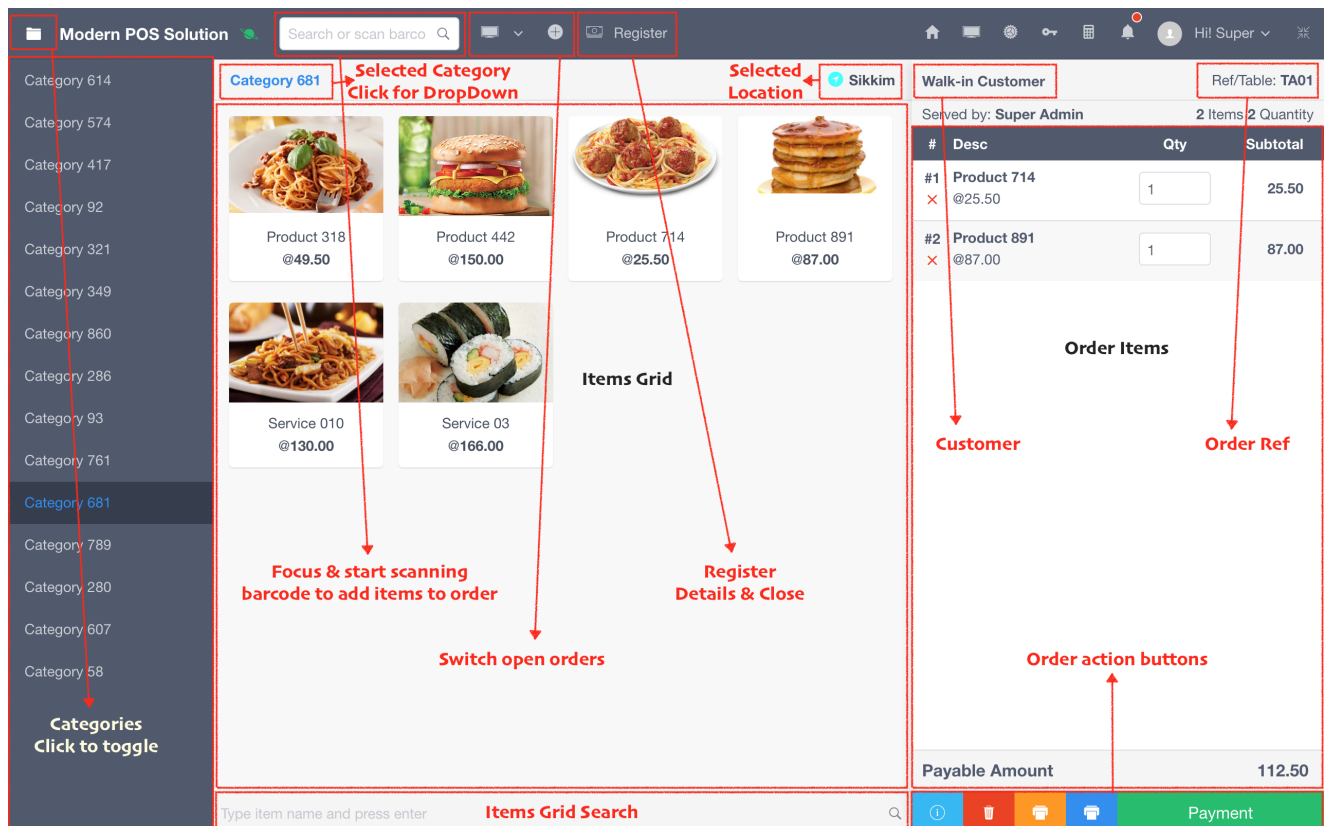 Modern POS Solution
Search or scan barco
Register
Hi! Super
Category 614
Category 574
Category 417
Category 92
Category 321
Category 349
Category 860
Category 286
Category 93
Category 761
Category 681
Category 789
Category 280
Category 607
Category 58
Categories
Click to toggle
Category 681
Selected Category
Click for DropDown
Selected
Location
Sikkim
Product 318
@49.50
Product 442
@150.00
Product 714
@25.50
Product 891
@87.00
Service 010
@130.00
Service 03
@166.00
Items Grid
Focus & start scanning
barcode to add items to order
Register
Details & Close
Switch open orders
Type item name and press enter
Items Grid Search
Walk-in Customer
Ref/Table: TA01
Served by: Super Admin
2 Items 2 Quantity
# Desc Qty Subtotal
#1 Product 714 1 25.50
@25.50
#2 Product 891 1 87.00
@87.00
Order Items
Customer
Order Ref
Order action buttons
Payable Amount 112.50
Payment